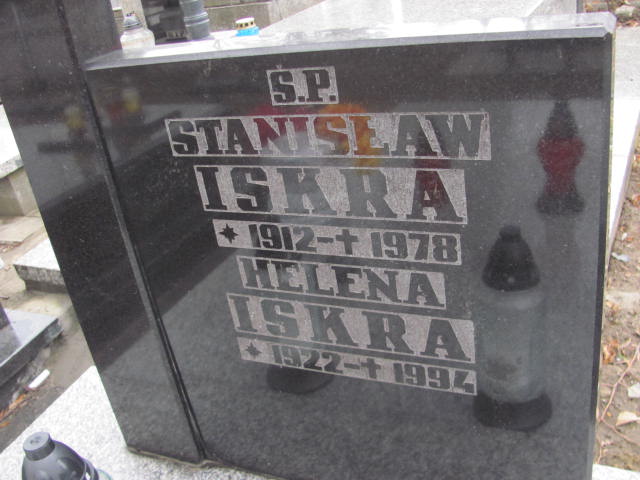 Ś.P.
STANISŁAW
ISKRA
* 1912-✝ 1978
HELENA
ISKRA
* 1922-✝ 1994